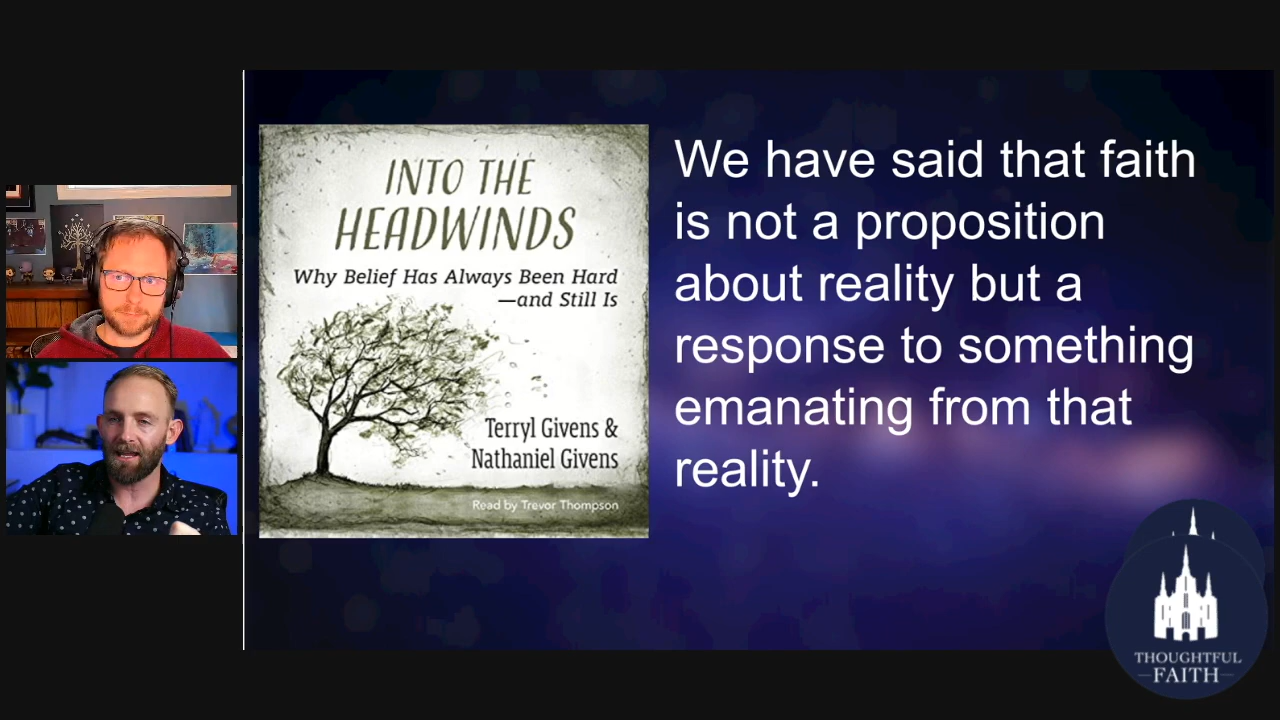 INTO THE
HEADWINDS
Why Belief Has Always Been Hard
—and Still Is
Terryl Givens &
Nathaniel Givens
Read by Trevor Thompson
We have said that faith
is not a proposition
about reality but a
response to something
emanating from that
reality.
THOUGHTFUL
—FAITH—